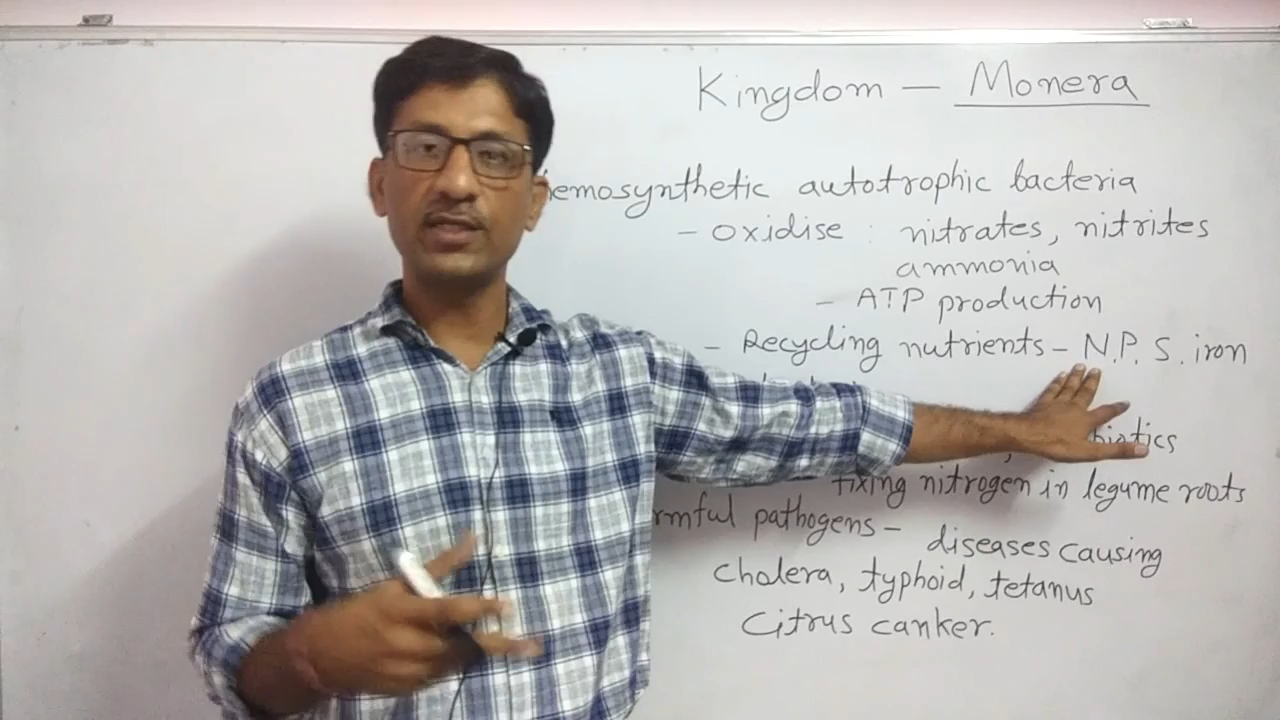 Kingdom — Monera
hemosynthetic autotrophic bacteria
- oxidise : nitrates, nitrites
ammonia
- ATP production
- Recycling nutrients - N. P. S. iron
biotics
fixing nitrogen in legume roots
rmful pathogens - diseases causing
cholera, typhoid, tetanus
citrus canker.